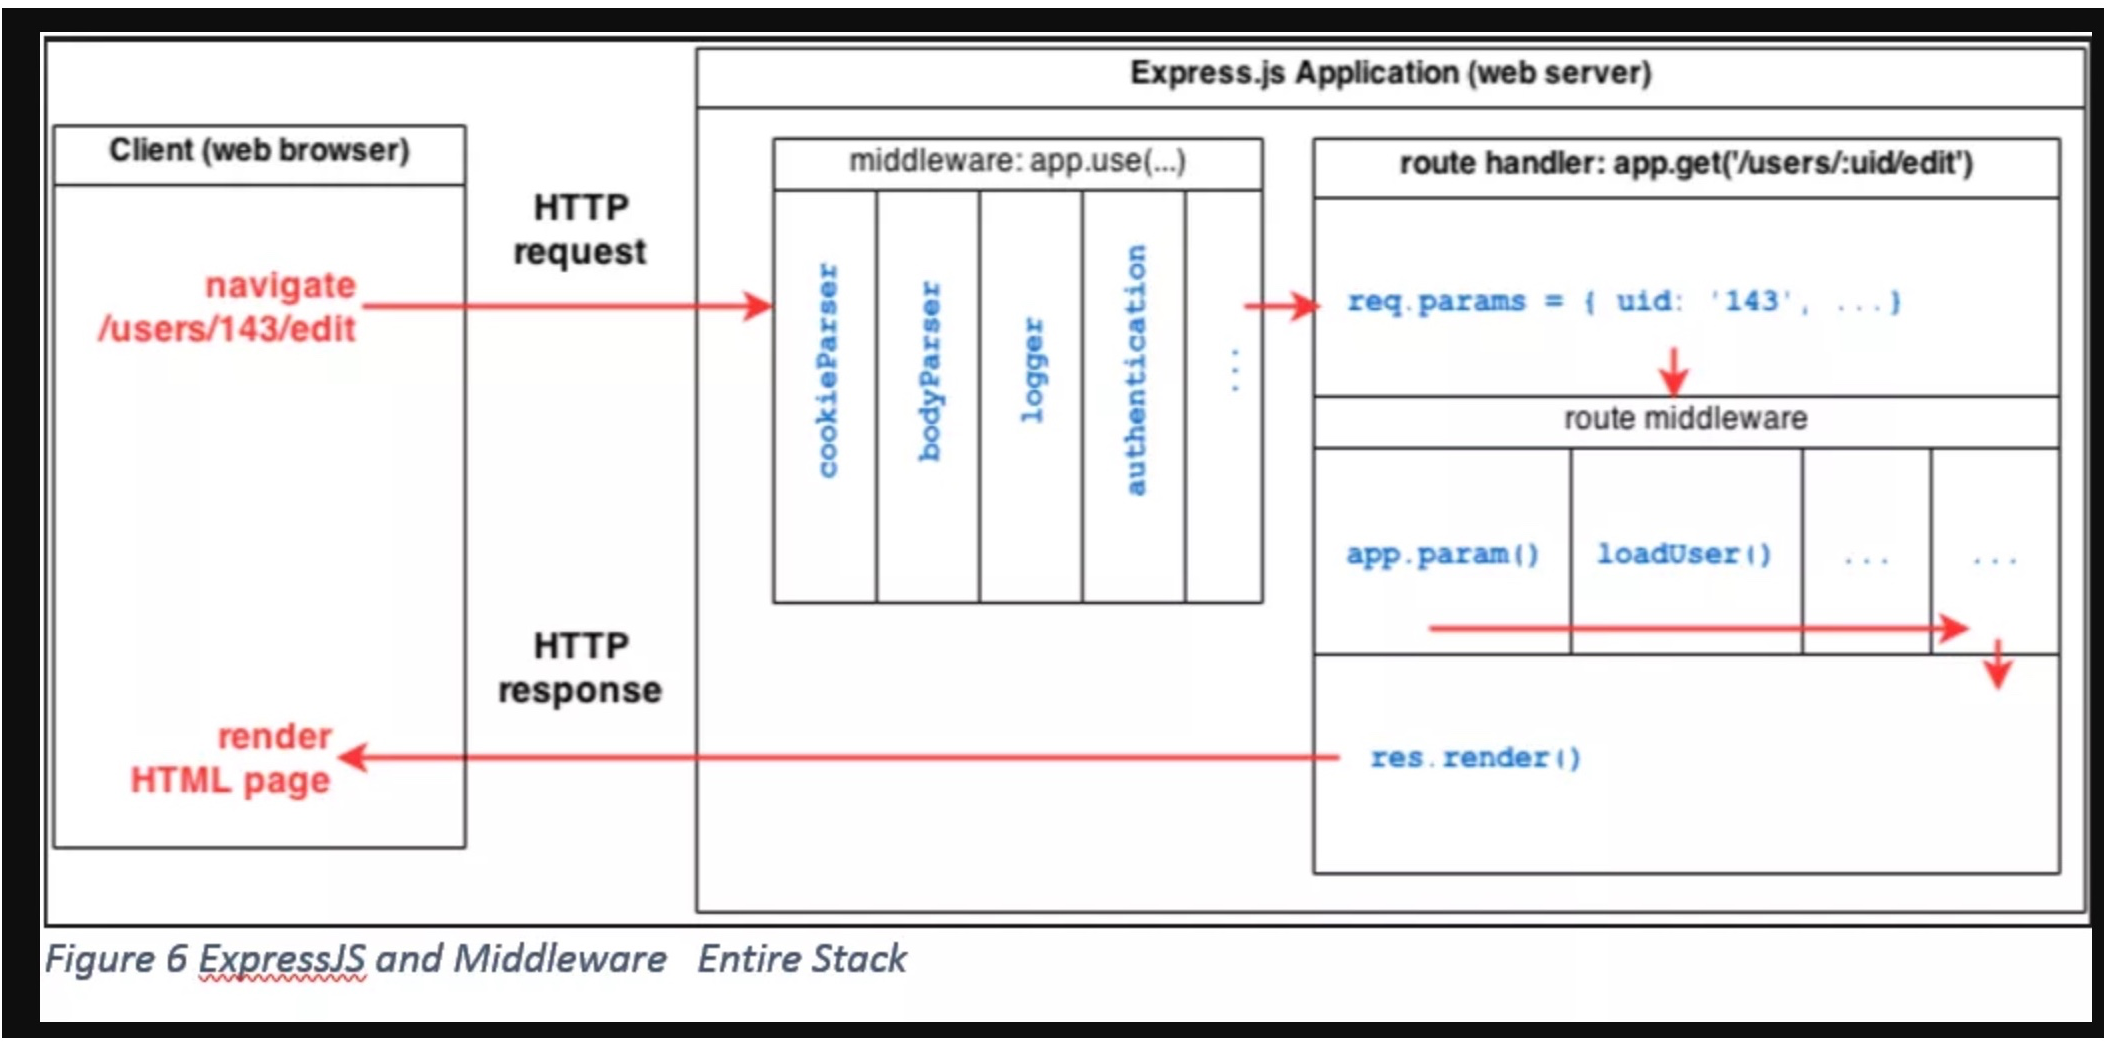 Express.js Application (web server)
Client (web browser)
navigate
/users/143/edit
HTTP
request
middleware: app.use(...)
cookieParser
bodyParser
logger
authentication
...
route handler: app.get('/users/:uid/edit')
req.params = { uid: '143', ...}
route middleware
app.param()
loadUser()
...
...
res.render()
HTTP
response
render
HTML page
Figure 6 ExpressJS and Middleware Entire Stack